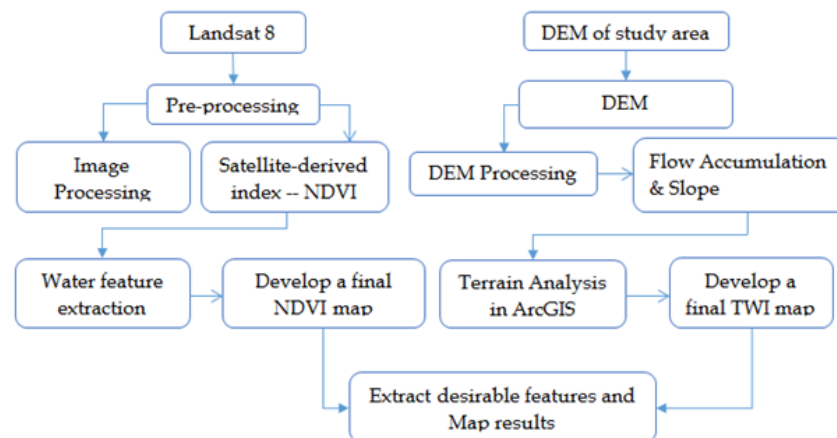 Landsat 8
DEM of study area
Pre-processing
DEM
Image
Processing
Satellite-derived
index -- NDVI
DEM Processing
Flow Accumulation
& Slope
Water feature
extraction
Develop a final
NDVI map
Terrain Analysis
in ArcGIS
Develop a
final TWI map
Extract desirable features and
Map results